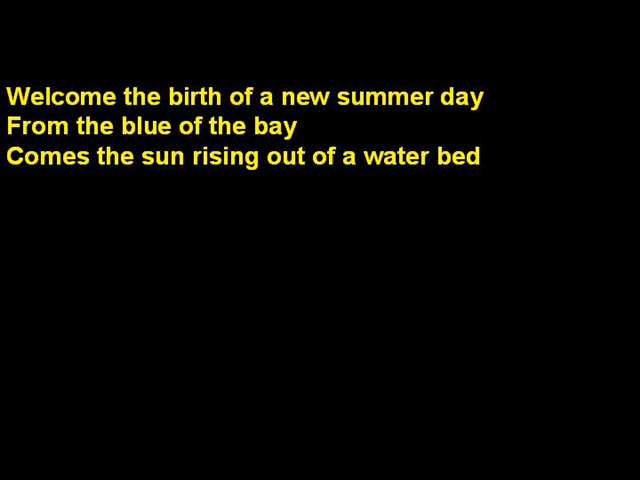 Welcome the birth of a new summer day
From the blue of the bay
Comes the sun rising out of a water bed